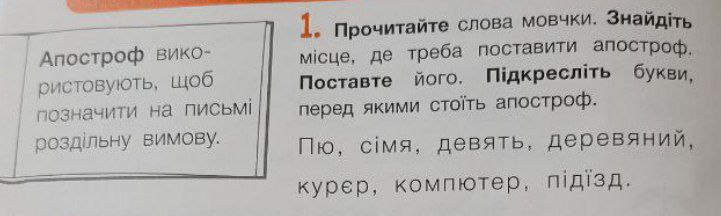 Апостроф вико-
ристовують, щоб
позначити на письмі
роздільну вимову.
1. Прочитайте слова мовчки. Знайдіть
місце, де треба поставити апостроф.
Поставте його. Підкресліть букви,
перед якими стоїть апостроф.
Пю, сімя, девять, деревяний,
курєр, компютер, підїзд.